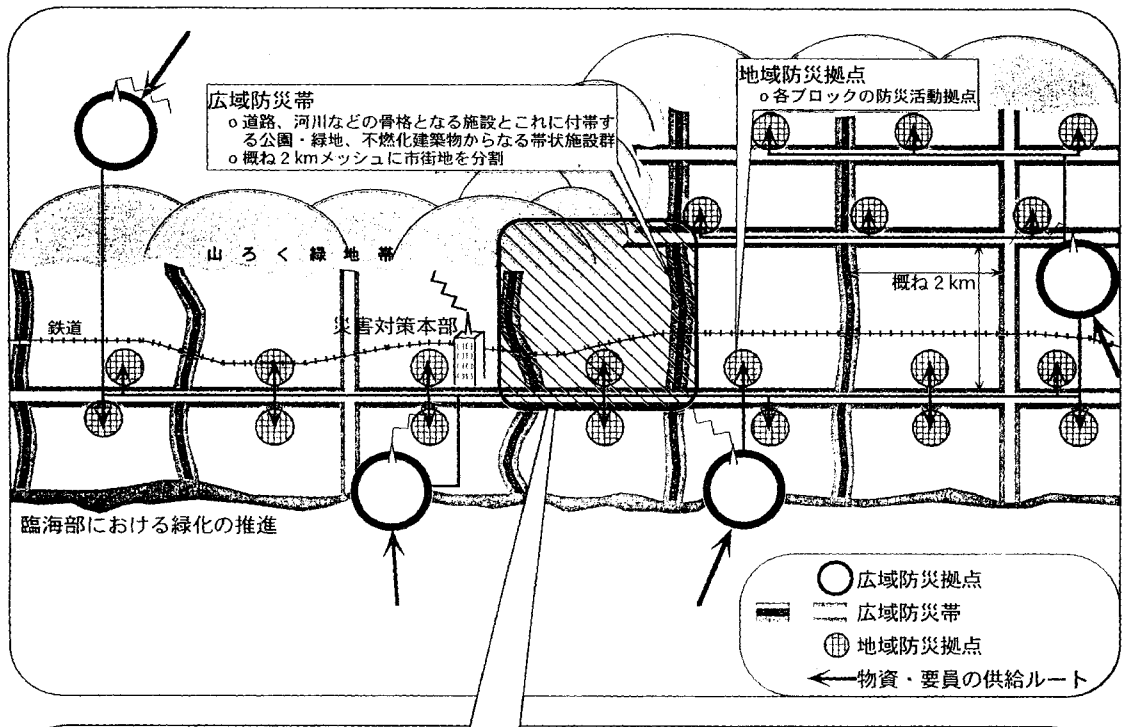 広域防災帯
o 道路、河川などの骨格となる施設とこれに付帯す
る公園・緑地、不燃化建築物からなる帯状施設群
o 概ね2kmメッシュに市街地を分割
地域防災拠点
o 各ブロックの防災活動拠点
山ろく緑地帯
概ね2km
鉄道
災害対策本部
臨海部における緑化の推進
広域防災拠点
広域防災帯
地域防災拠点
物資・要員の供給ルート